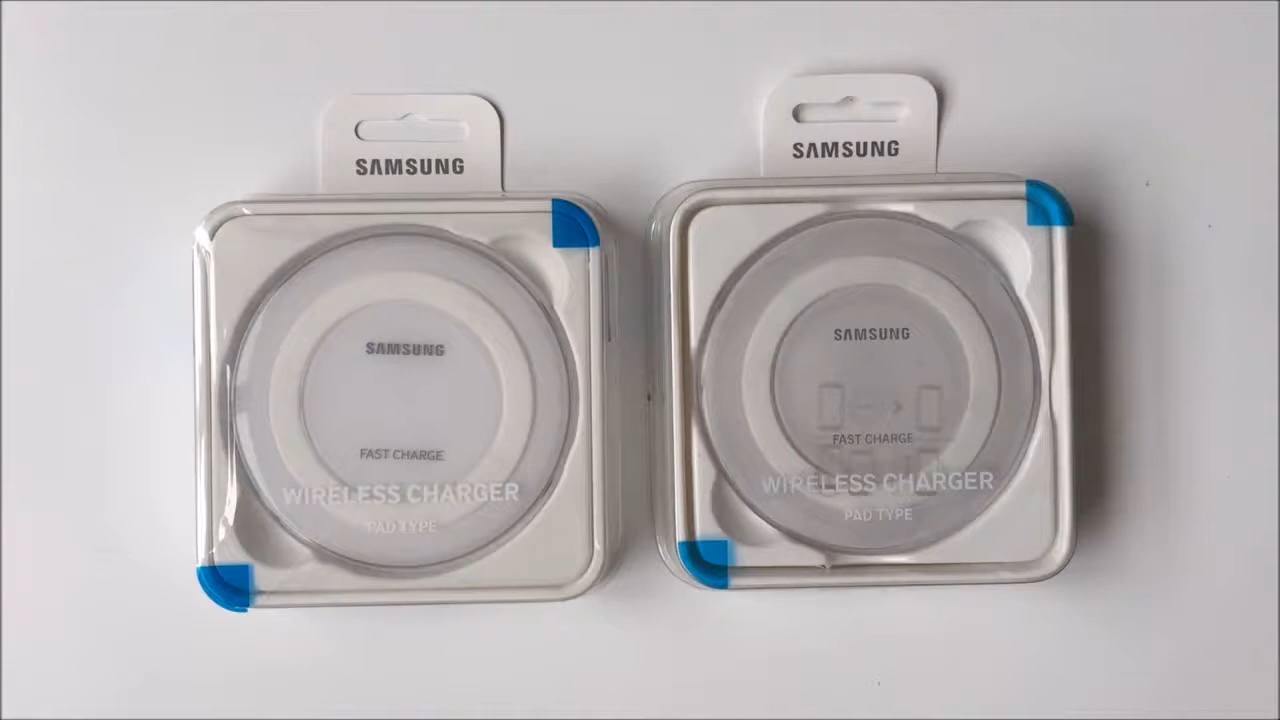 SAMSUNG
SAMSUNG
FAST CHARGE
WIRELESS CHARGER
PAD TYPE
SAMSUNG
SAMSUNG
FAST CHARGE
WIRELESS CHARGER
PAD TYPE